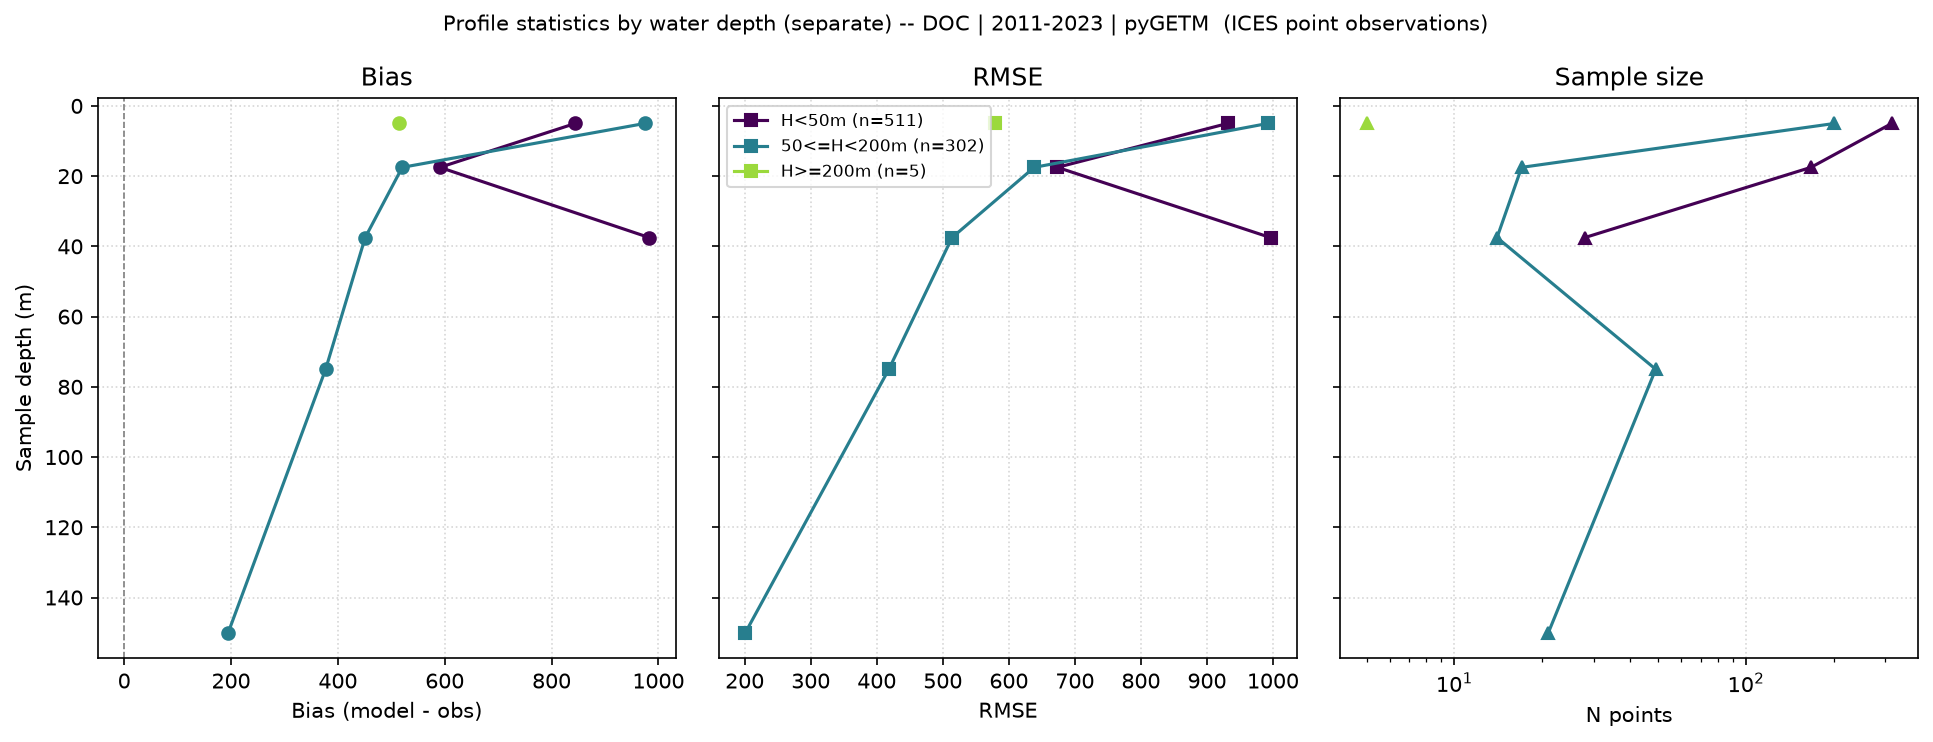 Profile statistics by water depth (separate) -- DOC | 2011-2023 | pyGETM  (ICES point observations)
Bias
RMSE
Sample size
H<50m (n=511)
50<=H<200m (n=302)
H>=200m (n=5)
Sample depth (m)
0
20
40
60
80
100
120
140
0 200 400 600 800 1000
Bias (model - obs)
200 300 400 500 600 700 800 900 1000
RMSE
10¹ 10²
N points